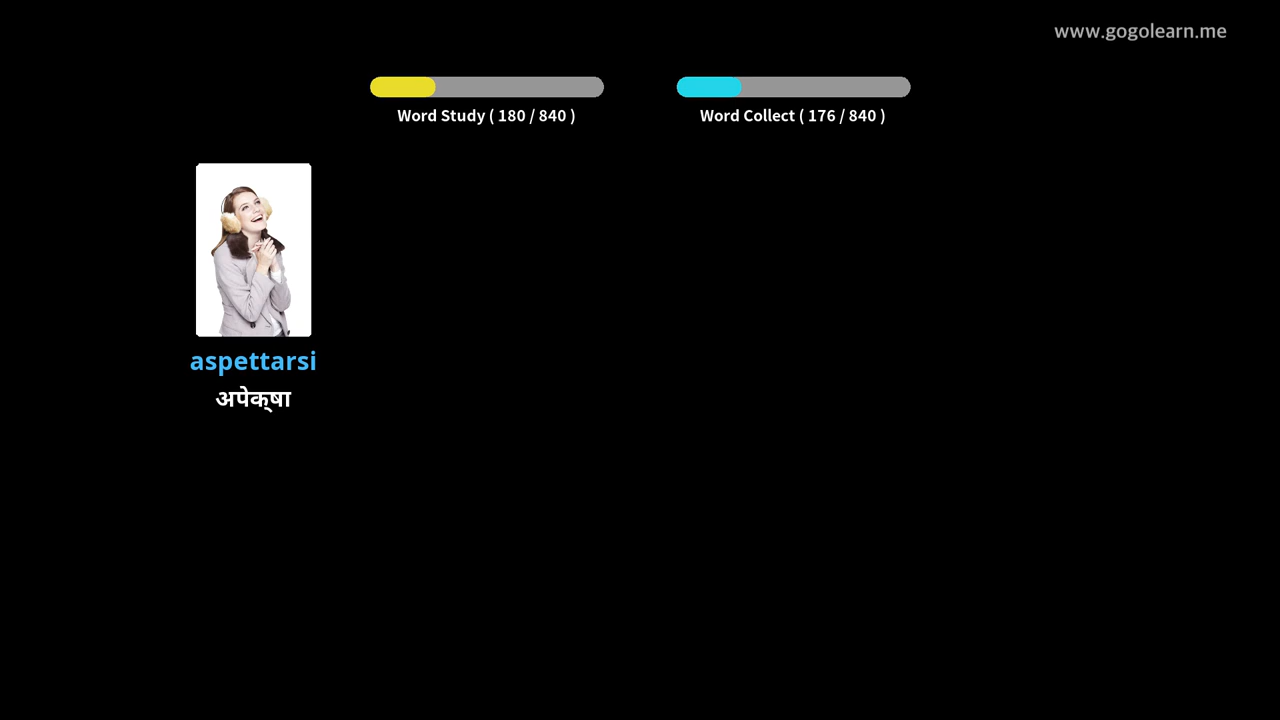 www.gogolearn.me
Word Study ( 180 / 840 )
Word Collect ( 176 / 840 )
aspettarsi
अपेक्षा